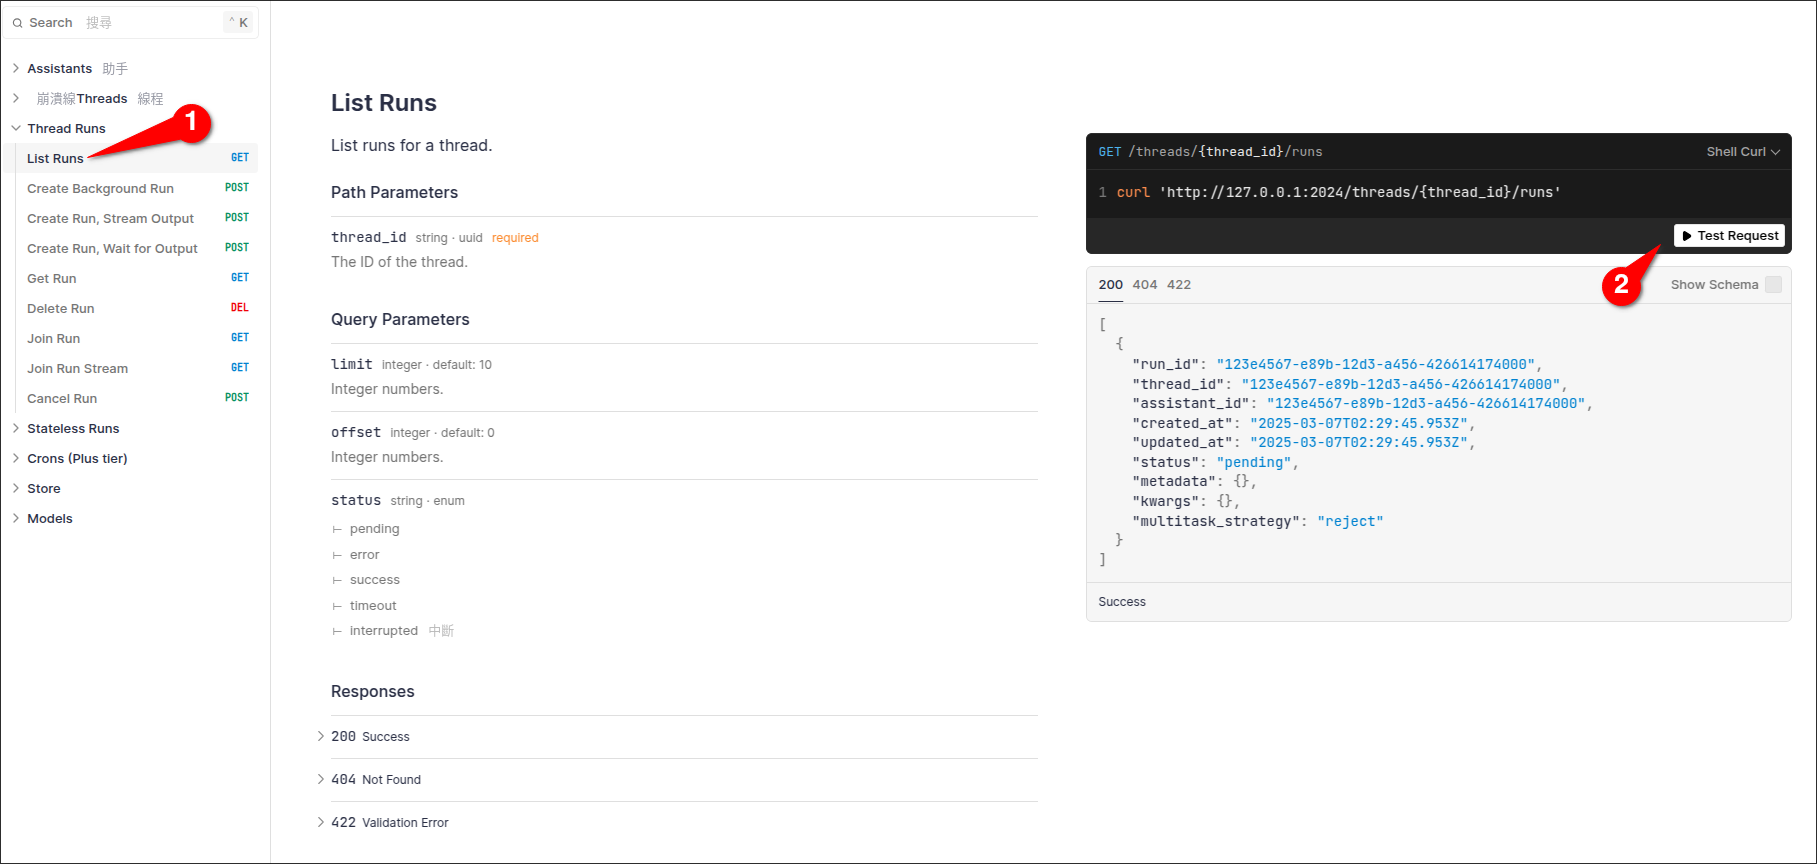 Search 搜尋 ⌃ K
Assistants 助手
崩潰線Threads 線程
Thread Runs
1
List Runs GET
Create Background Run POST
Create Run, Stream Output POST
Create Run, Wait for Output POST
Get Run GET
Delete Run DEL
Join Run GET
Join Run Stream GET
Cancel Run POST
Stateless Runs
Crons (Plus tier)
Store
Models
List Runs
List runs for a thread.
Path Parameters
thread_id string · uuid required
The ID of the thread.
Query Parameters
limit integer · default: 10
Integer numbers.
offset integer · default: 0
Integer numbers.
status string · enum
pending
error
success
timeout
interrupted 中斷
Responses
200 Success
404 Not Found
422 Validation Error
GET /threads/{thread_id}/runs Shell Curl
1 curl 'http://127.0.0.1:2024/threads/{thread_id}/runs'
Test Request
2
200 404 422 Show Schema
[
{
"run_id": "123e4567-e89b-12d3-a456-426614174000",
"thread_id": "123e4567-e89b-12d3-a456-426614174000",
"assistant_id": "123e4567-e89b-12d3-a456-426614174000",
"created_at": "2025-03-07T02:29:45.953Z",
"updated_at": "2025-03-07T02:29:45.953Z",
"status": "pending",
"metadata": {},
"kwargs": {},
"multitask_strategy": "reject"
}
]
Success